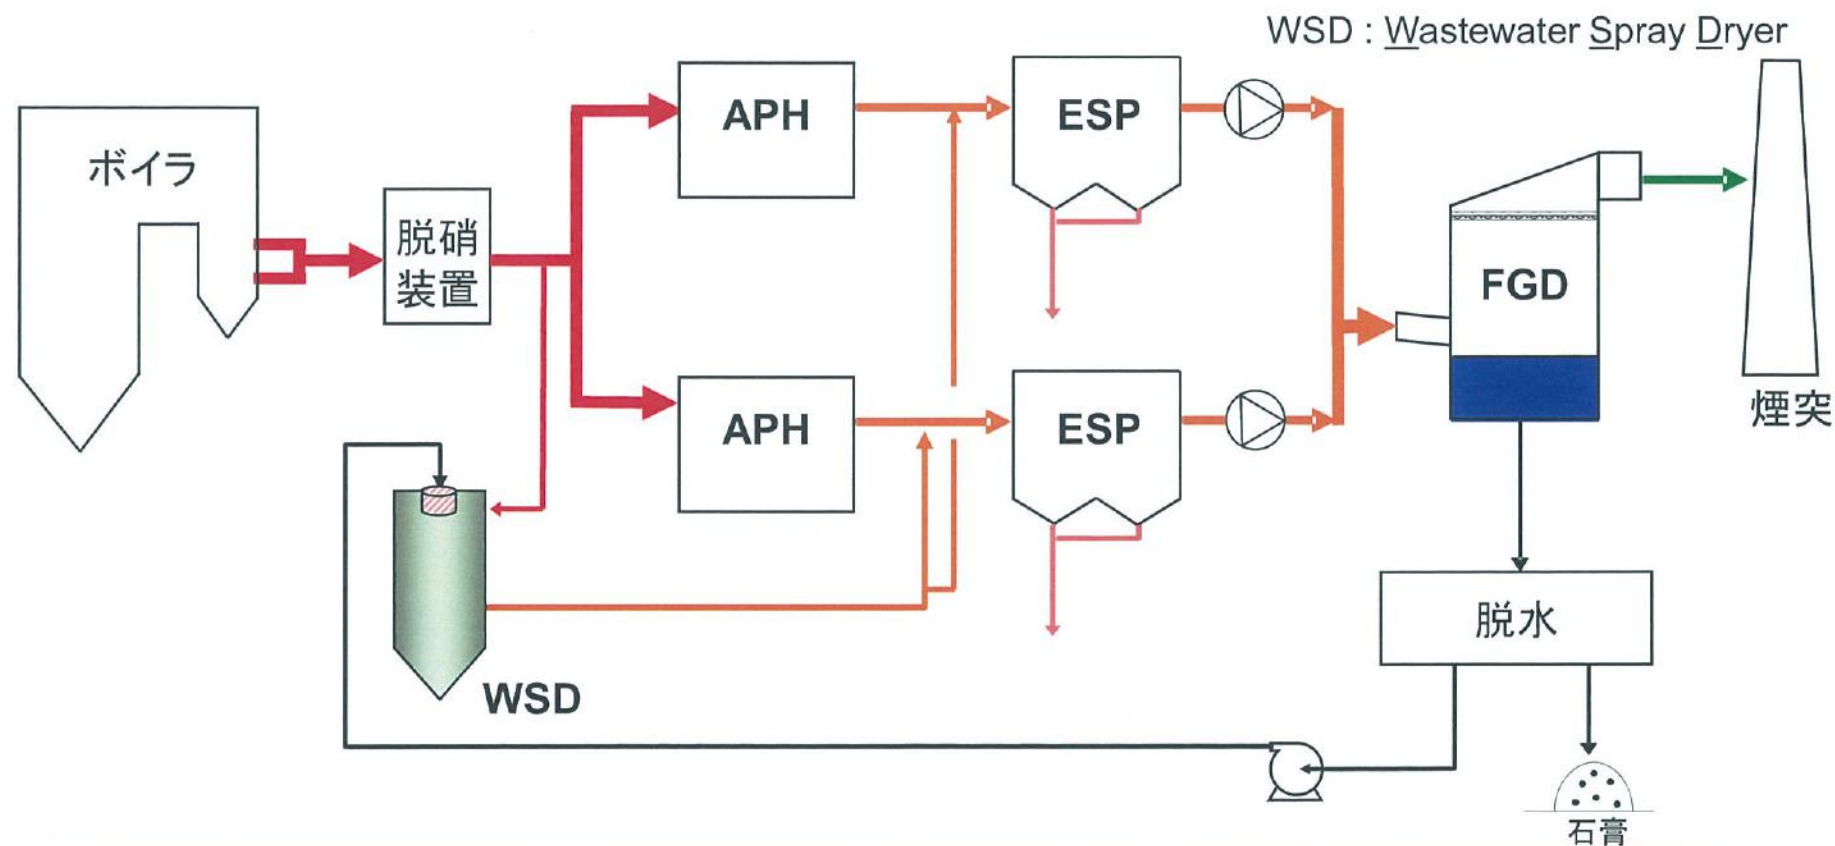 WSD : Wastewater Spray Dryer
ボイラ
脱硝
装置
APH
ESP
APH
ESP
FGD
煙突
WSD
脱水
石膏